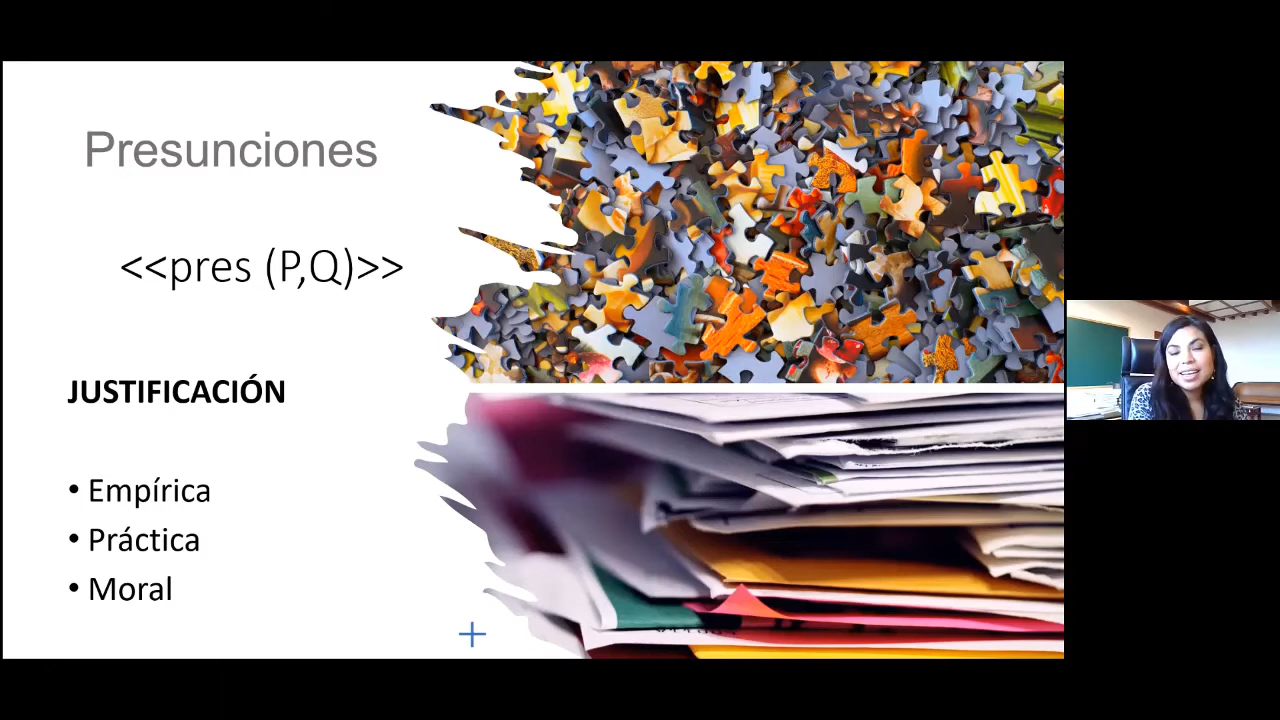 Presunciones
<<pres (P,Q)>>
JUSTIFICACIÓN
• Empírica
• Práctica
• Moral